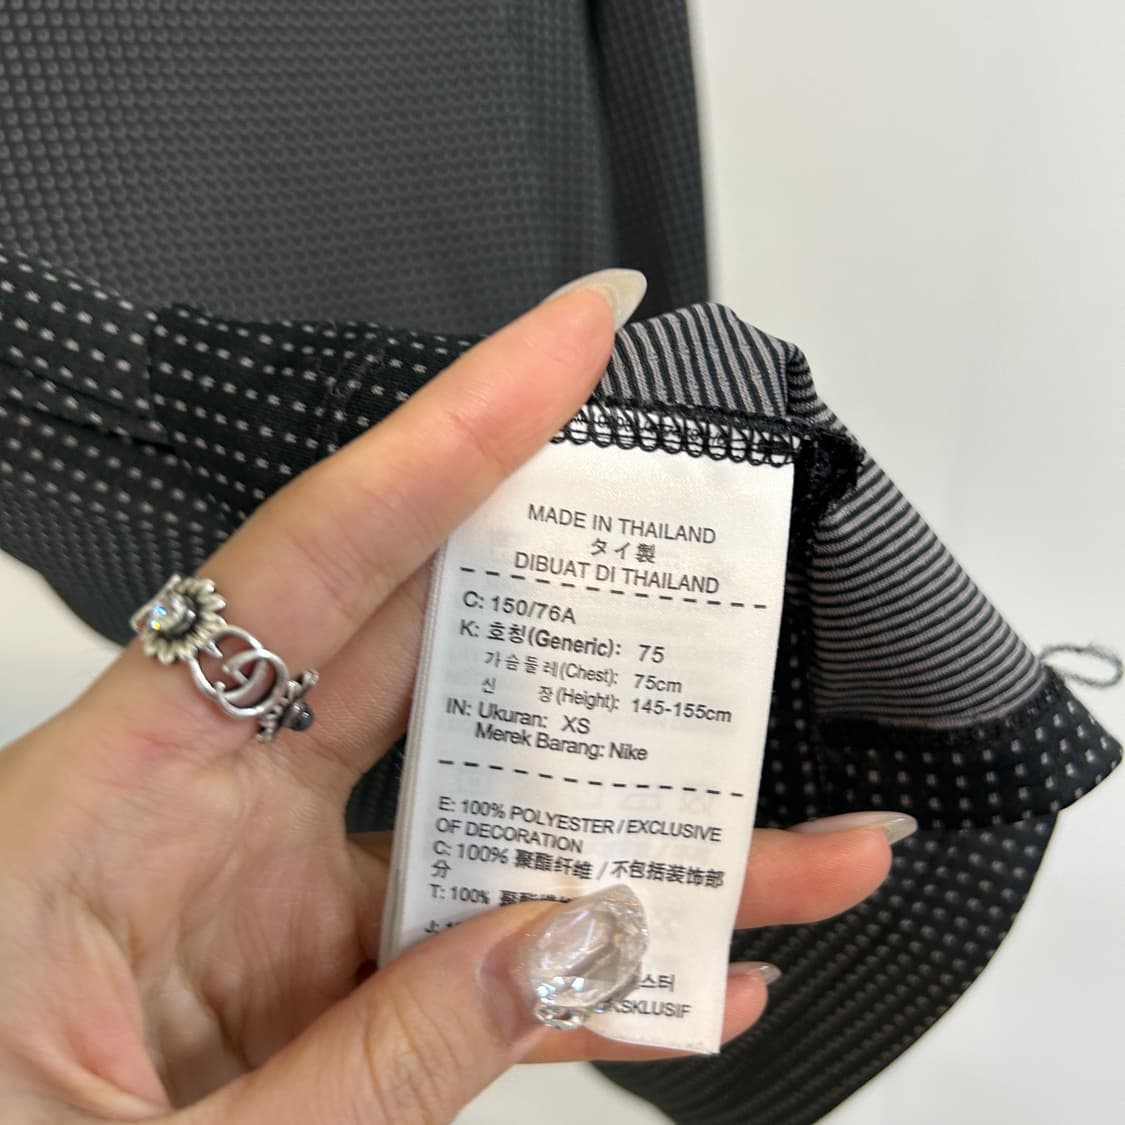 MADE IN THAILAND
タイ製
DIBUAT DI THAILAND
C: 150/76A
K: 호칭(Generic): 75
가슴둘레(Chest): 75cm
신 장(Height): 145-155cm
IN: Ukuran: XS
Merek Barang: Nike
E: 100% POLYESTER / EXCLUSIVE
OF DECORATION
C: 100% 聚酯纤维 / 不包括装饰部
分
T: 100%
스터